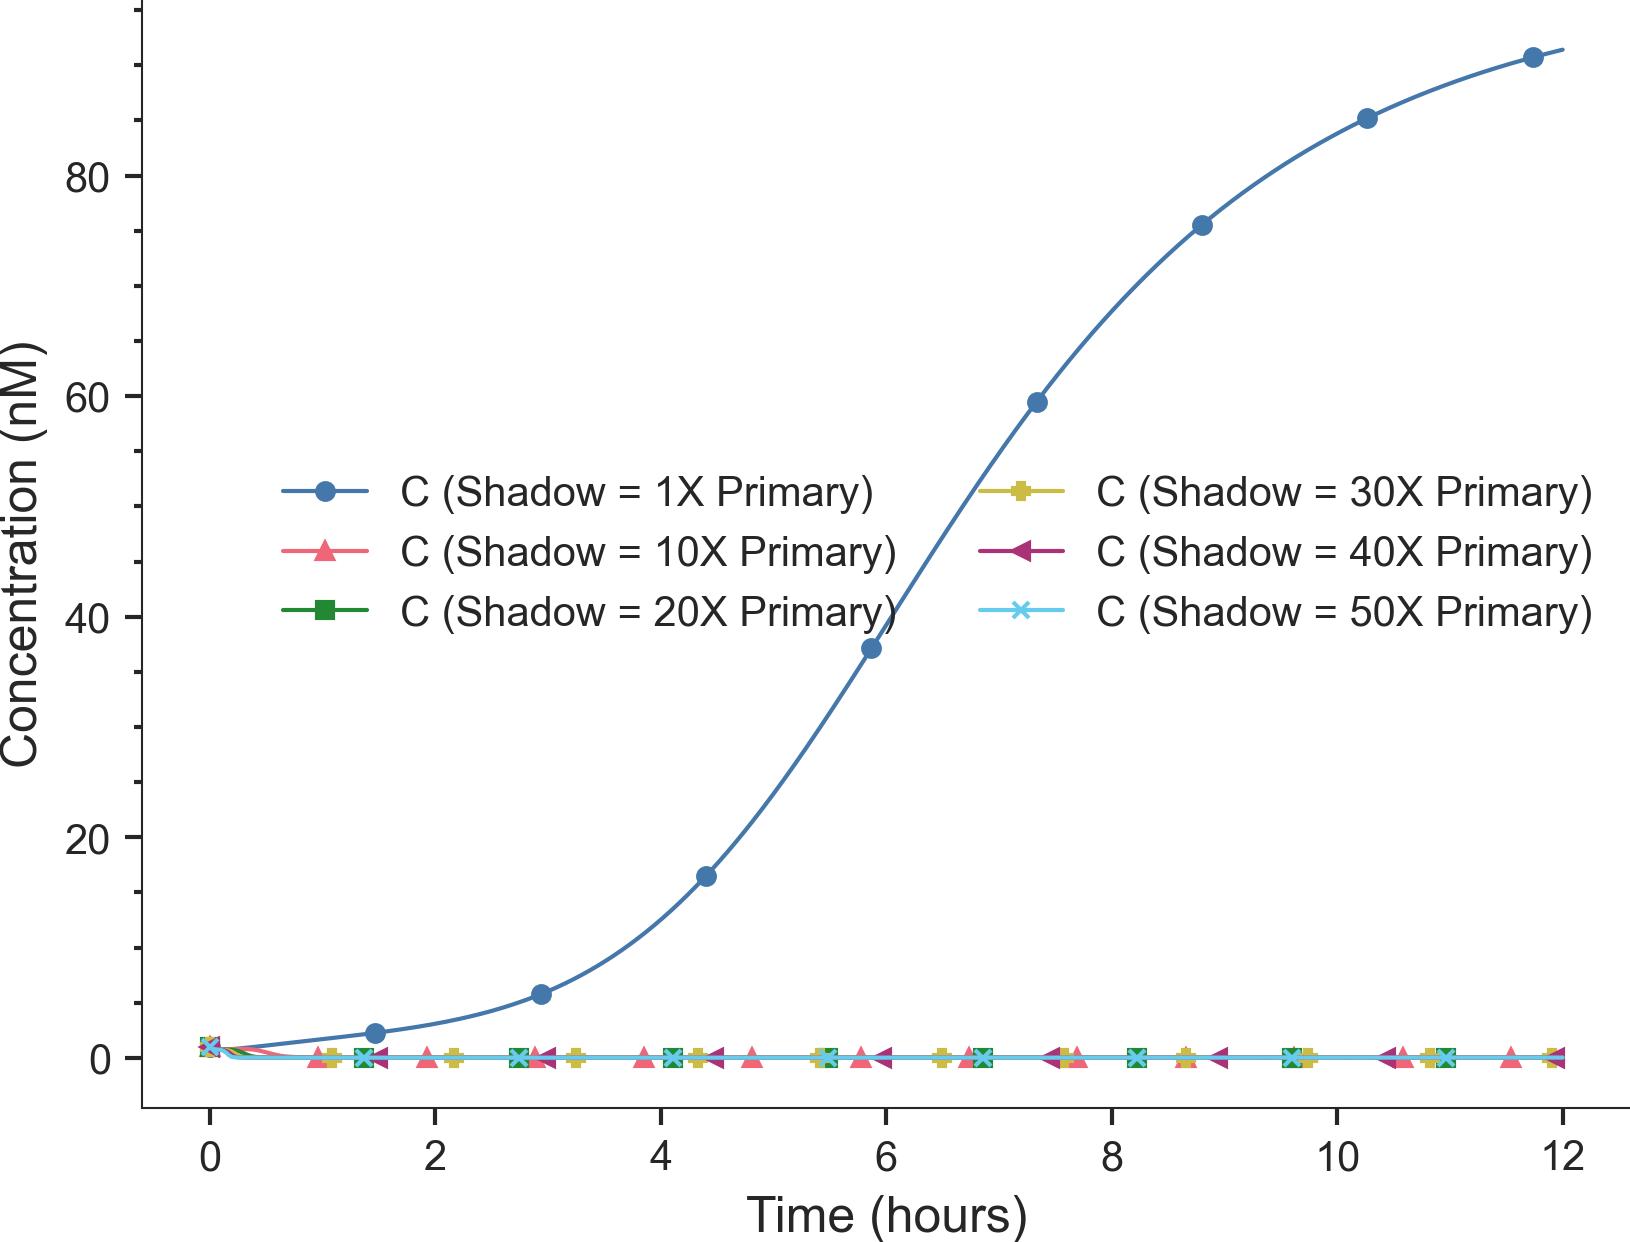 80
60
40
20
0
Concentration (nM)
C (Shadow = 1X Primary)
C (Shadow = 10X Primary)
C (Shadow = 20X Primary)
C (Shadow = 30X Primary)
C (Shadow = 40X Primary)
C (Shadow = 50X Primary)
0 2 4 6 8 10 12
Time (hours)